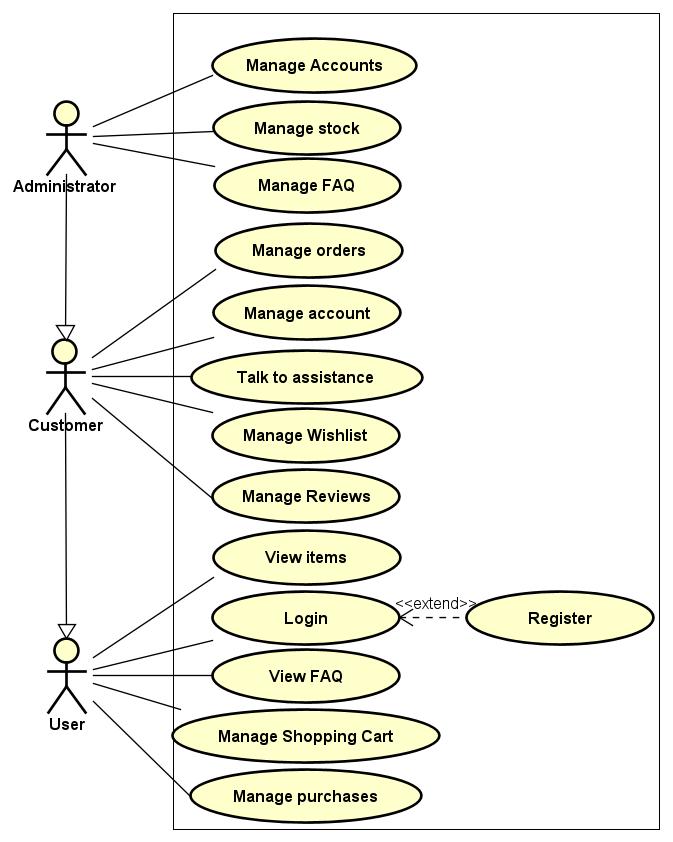 Manage Accounts
Manage stock
Administrator
Manage FAQ
Manage orders
Manage account
Talk to assistance
Customer
Manage Wishlist
Manage Reviews
View items
<<extend>>
Login
Register
View FAQ
User
Manage Shopping Cart
Manage purchases